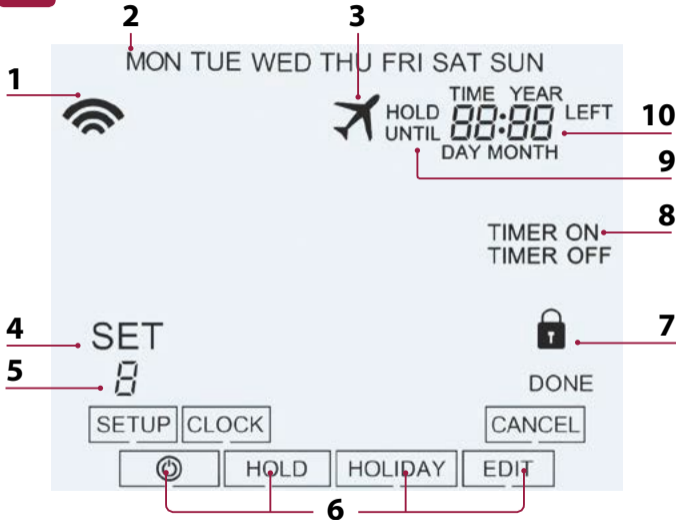 2 3
MON TUE WED THU FRI SAT SUN
1
TIME YEAR
HOLD UNTIL 88:88 LEFT 10
DAY MONTH
9
8
TIMER ON
TIMER OFF
4 SET 7
5 8
DONE
SETUP CLOCK CANCEL
HOLD HOLIDAY EDIT
6